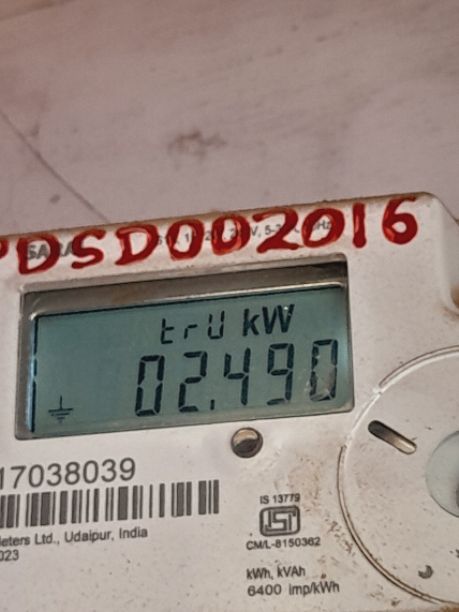 PDSD002016
trU kW
02.490
17038039
eters Ltd., Udaipur, India
023
IS 13779
ISI
CM/L-8150362
kWh, kVAh
6400 imp/kWh